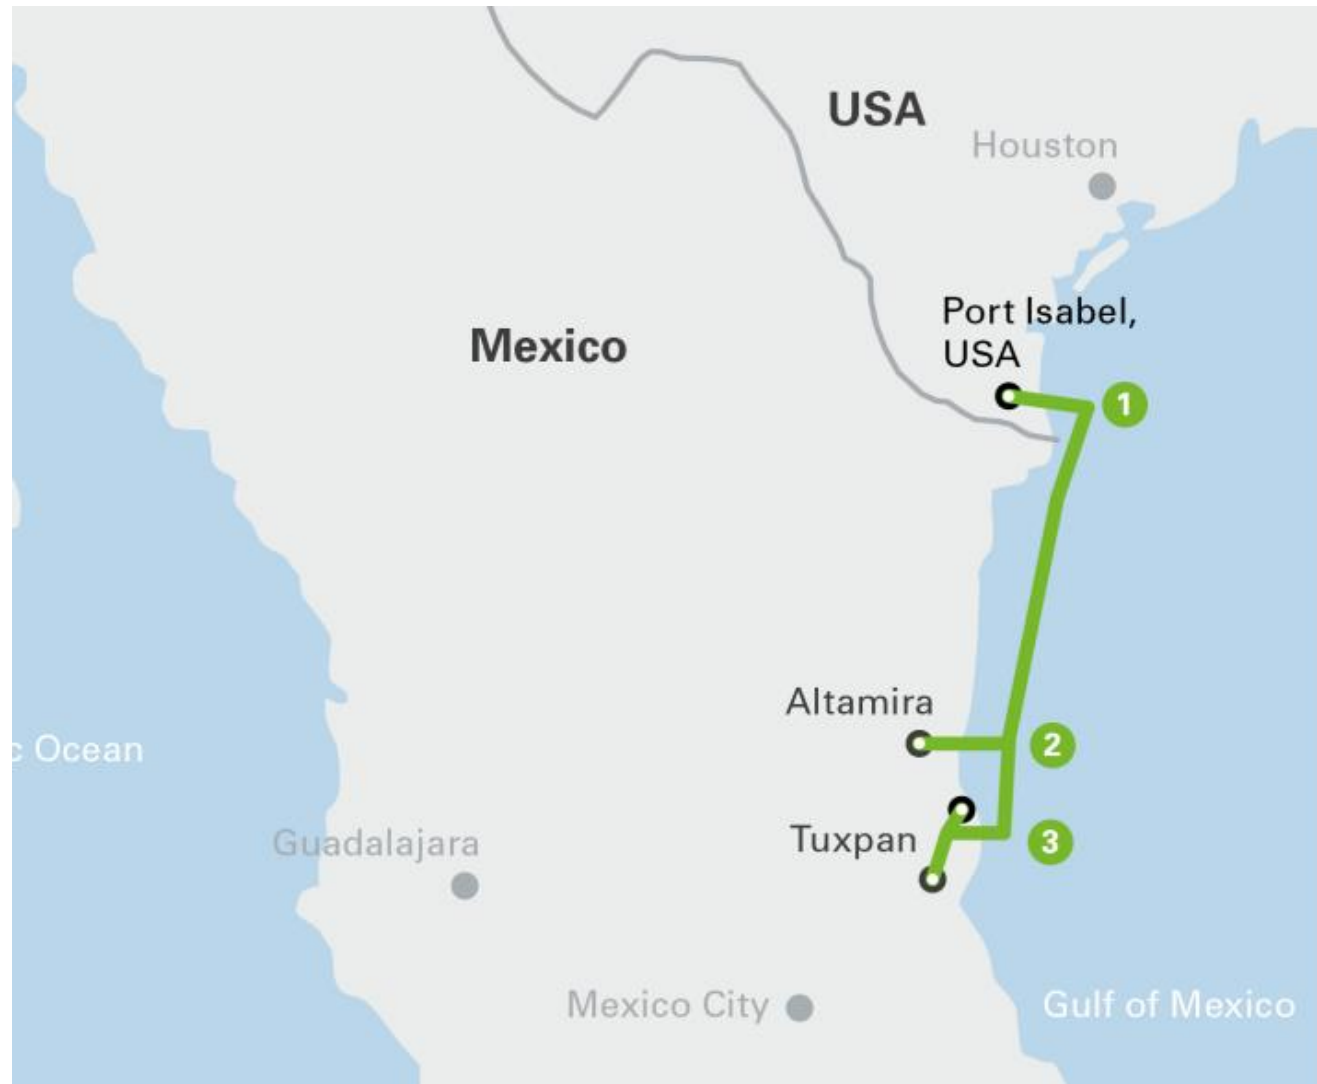 USA
Houston
Port Isabel,
USA
1
Mexico
Altamira
2
c Ocean
Tuxpan
3
Guadalajara
Mexico City
Gulf of Mexico